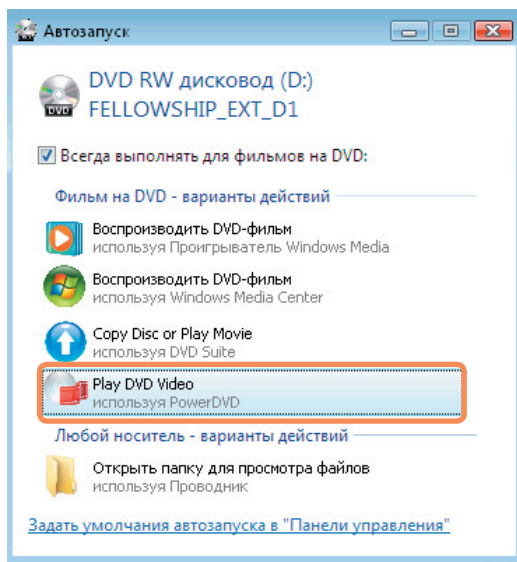 Автозапуск
DVD RW дисковод (D:)
FELLOWSHIP_EXT_D1
Всегда выполнять для фильмов на DVD:
Фильм на DVD - варианты действий
Воспроизводить DVD-фильм
используя Проигрыватель Windows Media
Воспроизводить DVD-фильм
используя Windows Media Center
Copy Disc or Play Movie
используя DVD Suite
Play DVD Video
используя PowerDVD
Любой носитель - варианты действий
Открыть папку для просмотра файлов
используя Проводник
Задать умолчания автозапуска в "Панели управления"